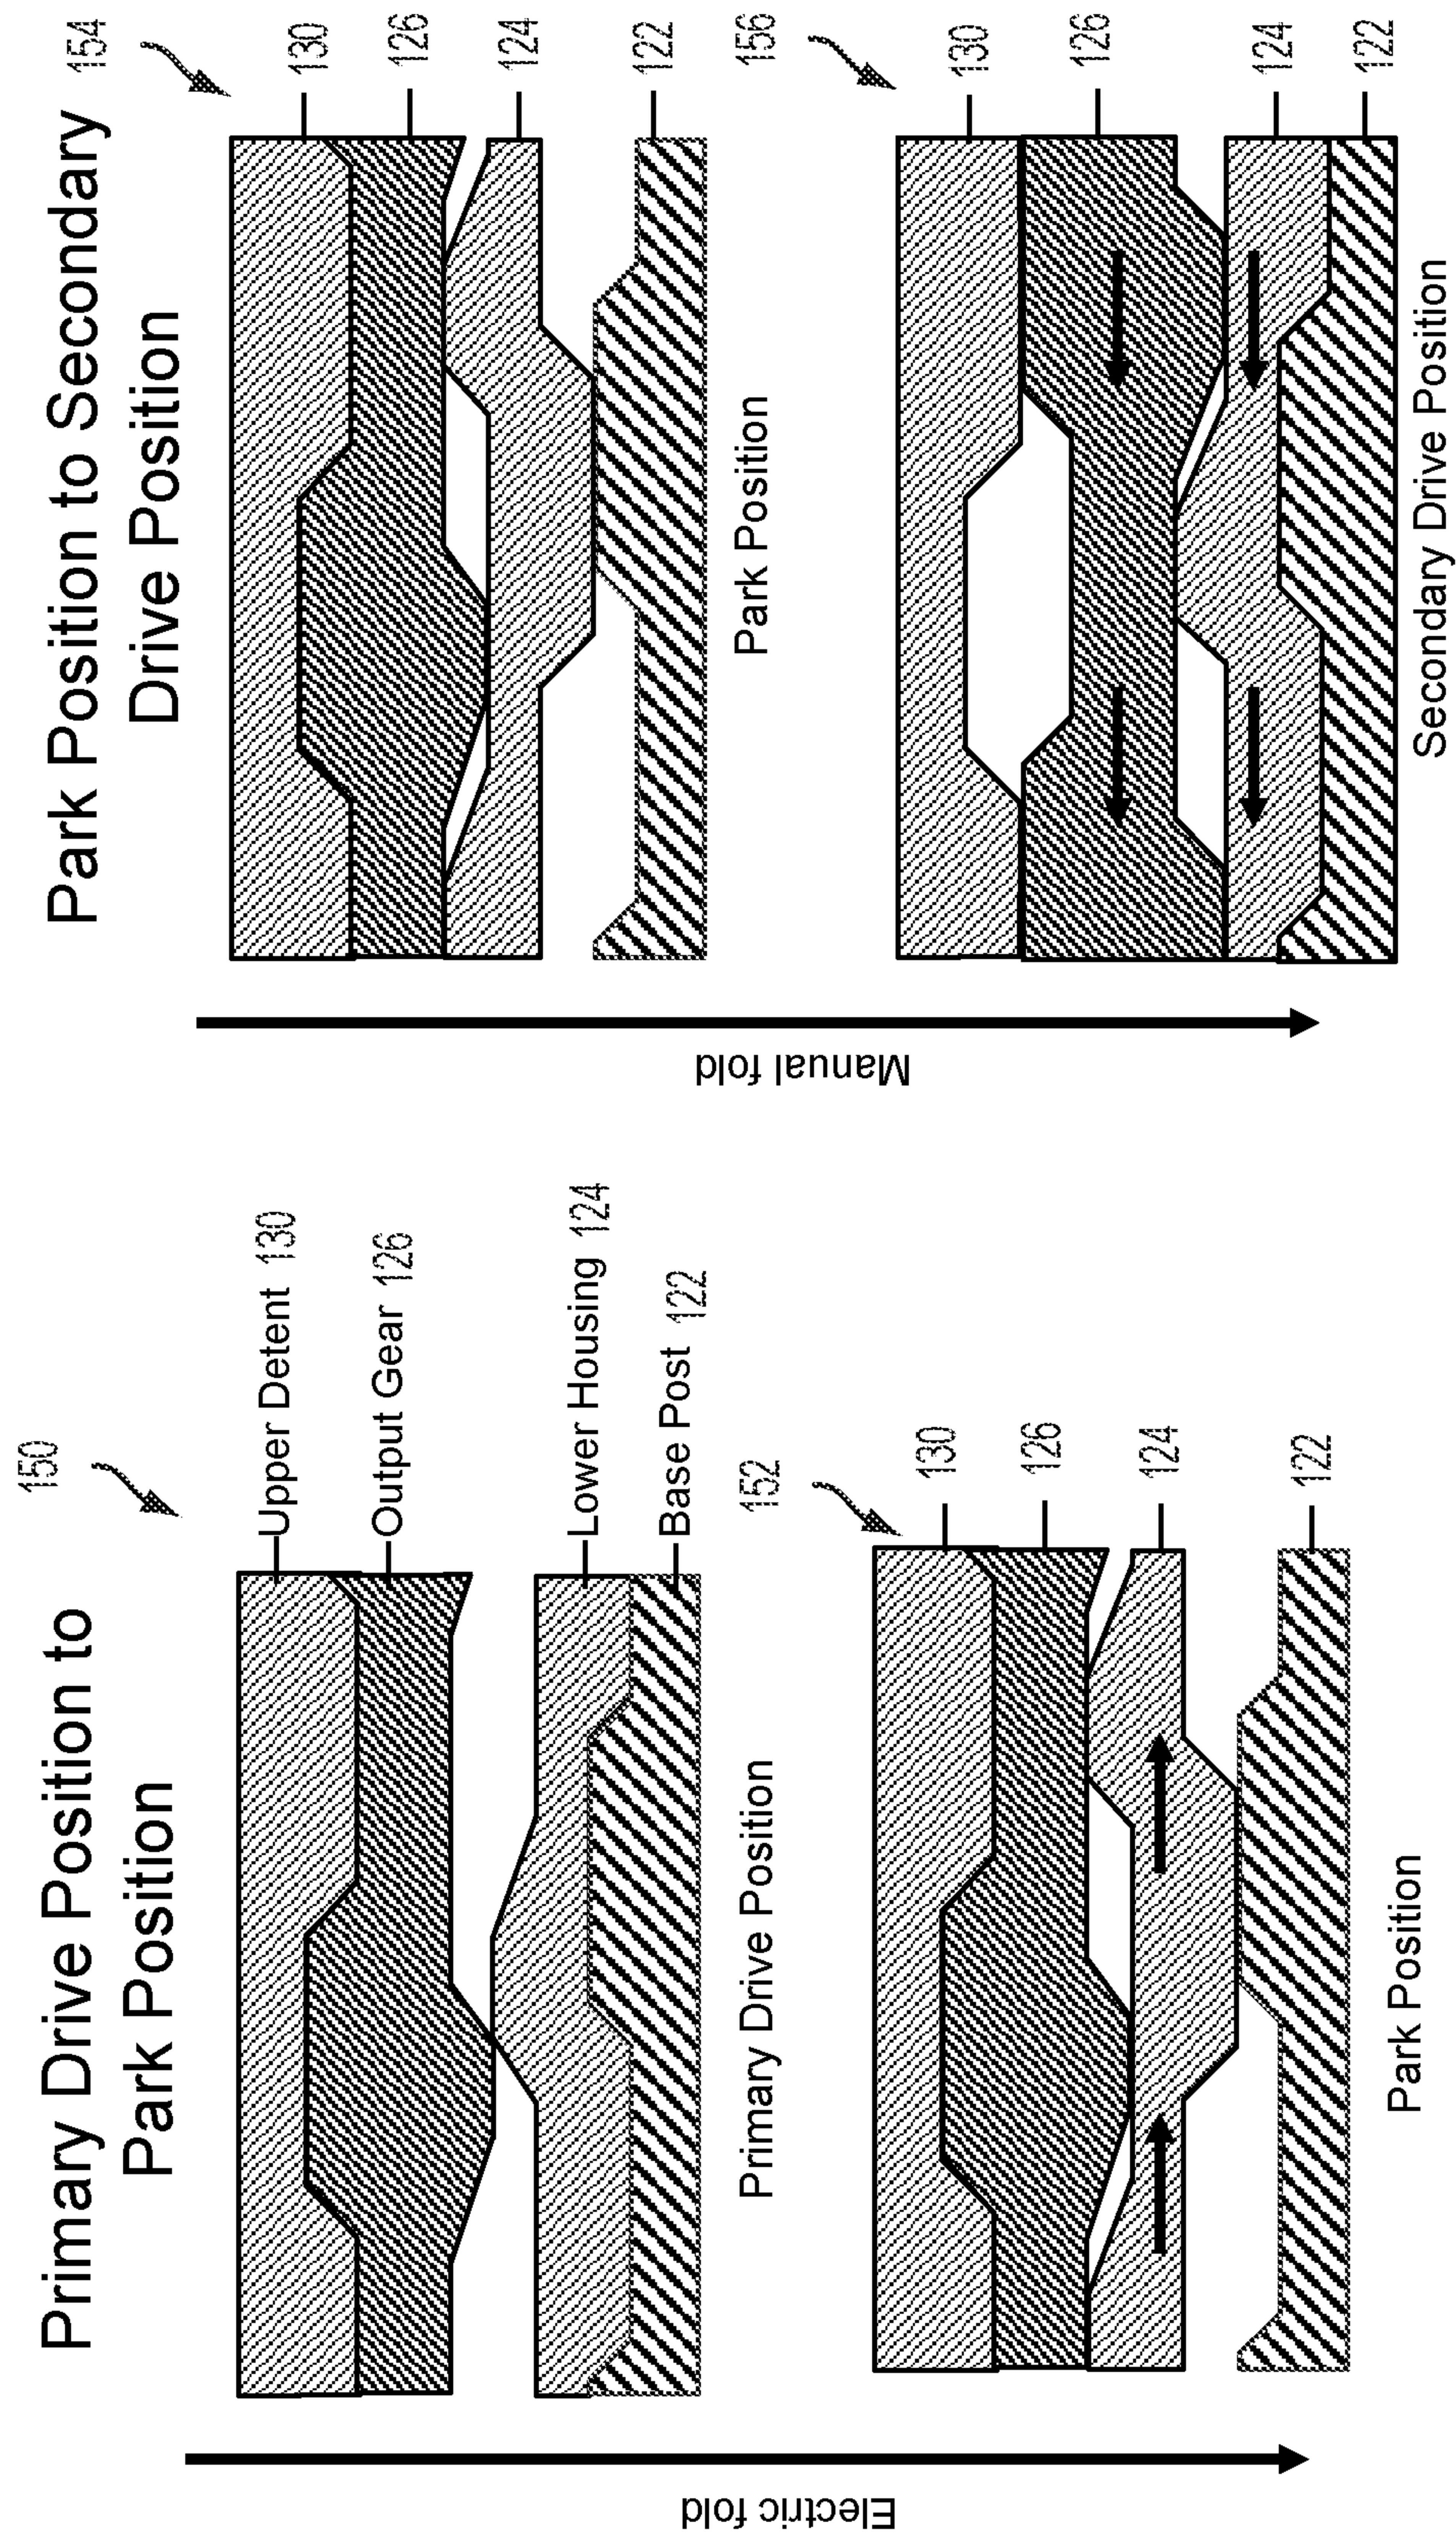 Primary Drive Position to
Park Position
150
Upper Detent 130
Output Gear 126
Lower Housing 124
Base Post 122
Primary Drive Position
Electric fold
152
130
126
124
122
Park Position
Park Position to Secondary
Drive Position
154
130
126
124
122
Park Position
Manual fold
156
130
126
124
122
Secondary Drive Position